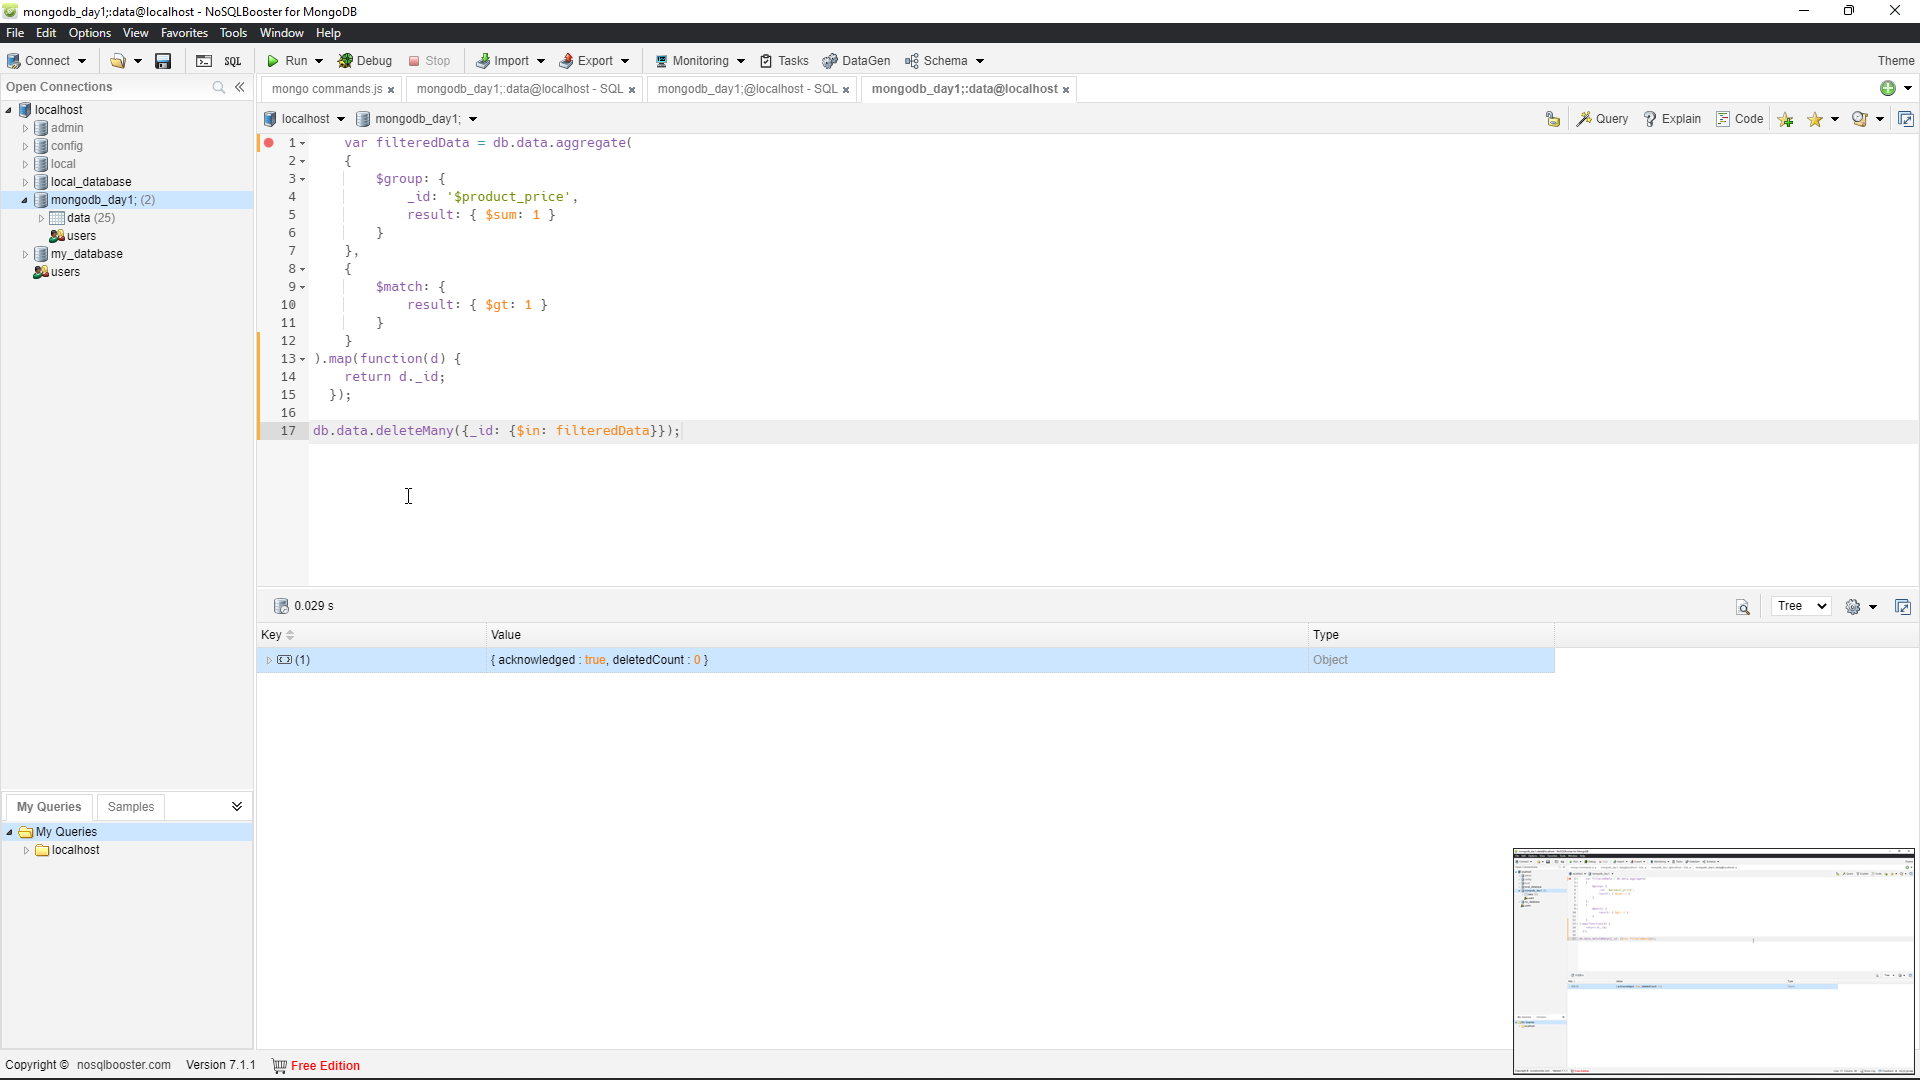 mongodb_day1;:data@localhost - NoSQLBooster for MongoDB
File Edit Options View Favorites Tools Window Help
Connect SQL Run Debug Stop Import Export Monitoring Tasks DataGen Schema Theme
Open Connections
localhost
admin
config
local
local_database
mongodb_day1; (2)
data (25)
users
my_database
users
mongo commands.js mongodb_day1;:data@localhost - SQL mongodb_day1;@localhost - SQL mongodb_day1;:data@localhost
localhost mongodb_day1; Query Explain Code
1 var filteredData = db.data.aggregate(
2 {
3 $group: {
4 _id: '$product_price',
5 result: { $sum: 1 }
6 }
7 },
8 {
9 $match: {
10 result: { $gt: 1 }
11 }
12 }
13 ).map(function(d) {
14 return d._id;
15 });
16
17 db.data.deleteMany({_id: {$in: filteredData}});
0.029 s Tree
Key Value Type
(1) { acknowledged : true, deletedCount : 0 } Object
My Queries Samples
My Queries
localhost
Copyright © nosqlbooster.com Version 7.1.1 Free Edition